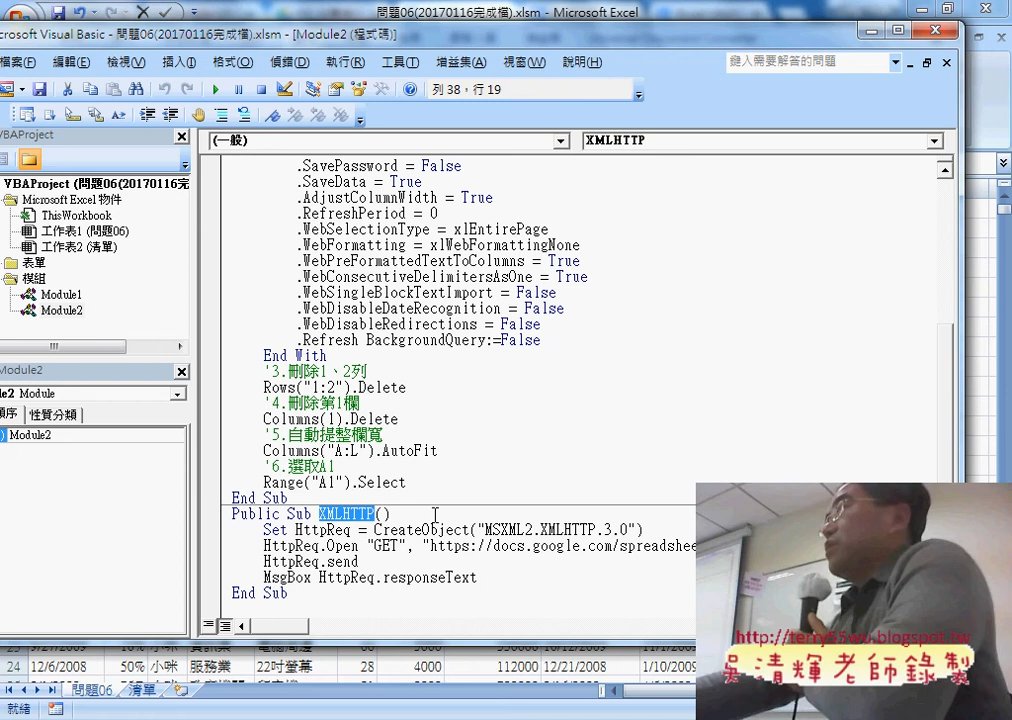 問題06(20170116完成檔).xlsm - Microsoft Excel
rosoft Visual Basic - 問題06(20170116完成檔).xlsm - [Module2 (程式碼)]
檔案(F) 編輯(E) 檢視(V) 插入(I) 格式(O) 偵錯(D) 執行(R) 工具(T) 增益集(A) 視窗(W) 說明(H) 鍵入需要解答的問題
列 38，行 19
VBAProject
(一般) XMLHTTP
VBAProject (問題06(20170116完
Microsoft Excel 物件
ThisWorkbook
工作表1 (問題06)
工作表2 (清單)
表單
模組
Module1
Module2
Module2
le2 Module
順序 性質分類
) Module2
.SavePassword = False
.SaveData = True
.AdjustColumnWidth = True
.RefreshPeriod = 0
.WebSelectionType = xlEntirePage
.WebFormatting = xlWebFormattingNone
.WebPreFormattedTextToColumns = True
.WebConsecutiveDelimitersAsOne = True
.WebSingleBlockTextImport = False
.WebDisableDateRecognition = False
.WebDisableRedirections = False
.Refresh BackgroundQuery:=False
End With
'3.刪除1、2列
Rows("1:2").Delete
'4.刪除第1欄
Columns(1).Delete
'5.自動提整欄寬
Columns("A:L").AutoFit
'6.選取A1
Range("A1").Select
End Sub
Public Sub XMLHTTP()
Set HttpReq = CreateObject("MSXML2.XMLHTTP.3.0")
HttpReq.Open "GET", "https://docs.google.com/spreadshee
HttpReq.send
MsgBox HttpReq.responseText
End Sub
24 12/6/2008 50% 小咪 服務業 22吋螢幕 28 4000 112000 12/21/2008 1/10/2009
問題06 清單
就緒
http://terry55wu.blogspot.tw
吳清輝老師錄製